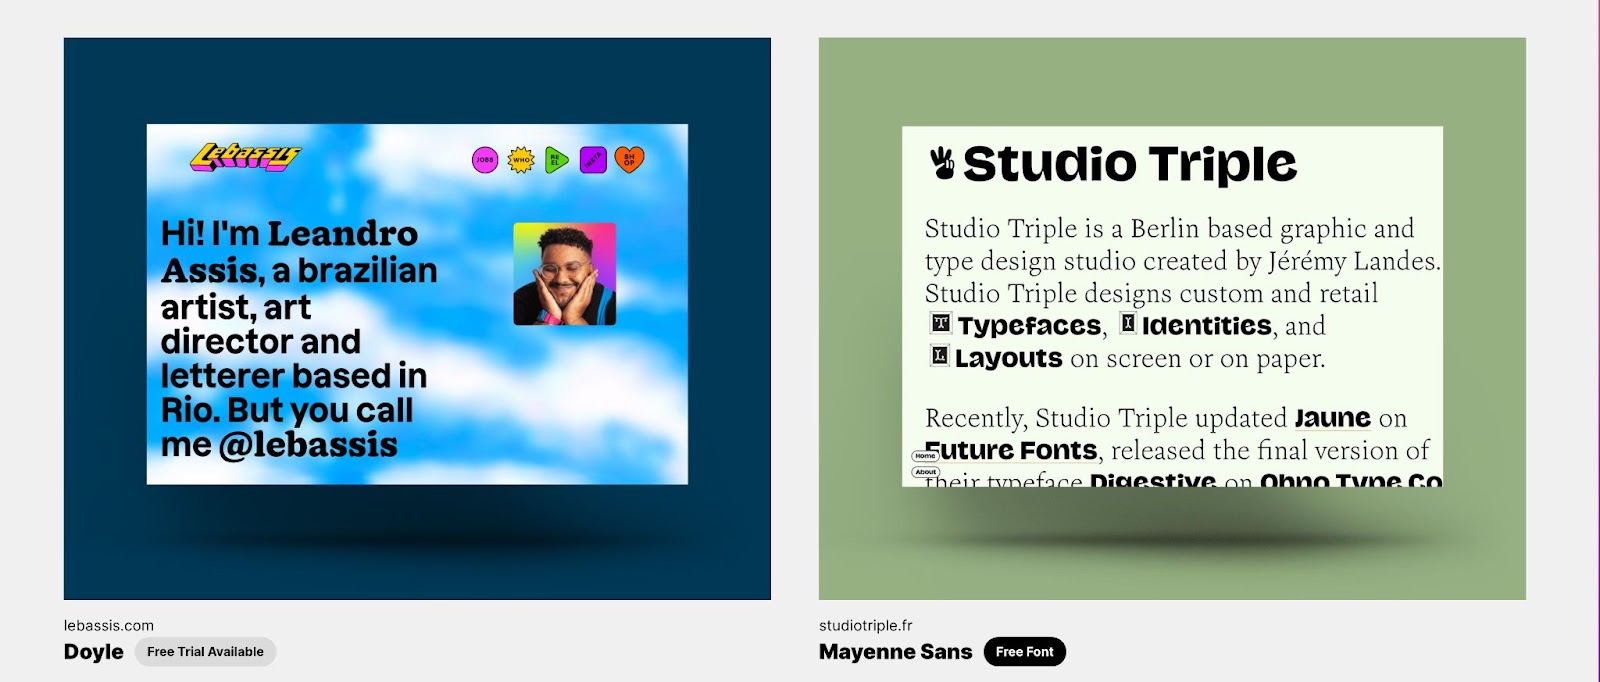 Lebassis
JOBS
WHO
RE
EL
INSTA
SH
OP
Hi! I'm Leandro
Assis, a brazilian
artist, art
director and
letterer based in
Rio. But you call
me @lebassis
lebassis.com
Doyle
Free Trial Available
Studio Triple
Studio Triple is a Berlin based graphic and
type design studio created by Jérémy Landes.
Studio Triple designs custom and retail
T Typefaces, I Identities, and
L Layouts on screen or on paper.
Recently, Studio Triple updated Jaune on
Future Fonts, released the final version of
their typeface Digestive on Ohno Type Co
Home
About
studiotriple.fr
Mayenne Sans
Free Font